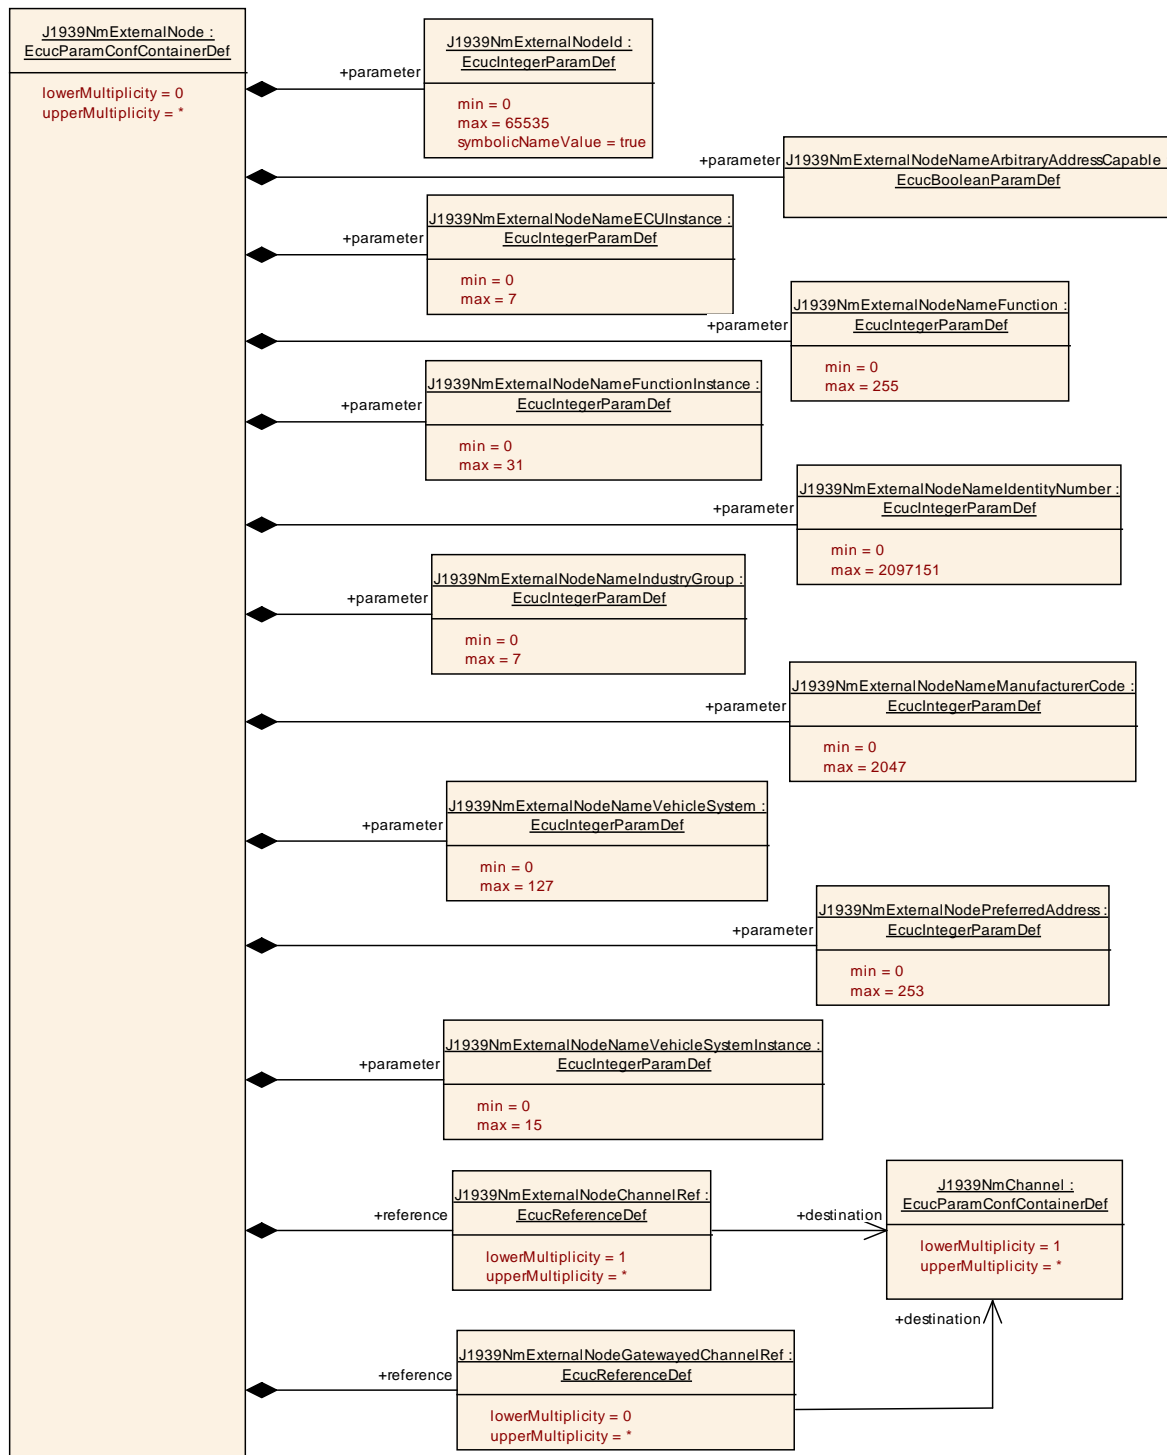 J1939NmExternalNode :
EcucParamConfContainerDef
lowerMultiplicity = 0
upperMultiplicity = *
+parameter
J1939NmExternalNodeId :
EcucIntegerParamDef
min = 0
max = 65535
symbolicNameValue = true
+parameter
J1939NmExternalNodeNameArbitraryAddressCapable :
EcucBooleanParamDef
+parameter
J1939NmExternalNodeNameECUInstance :
EcucIntegerParamDef
min = 0
max = 7
+parameter
J1939NmExternalNodeNameFunction :
EcucIntegerParamDef
min = 0
max = 255
+parameter
J1939NmExternalNodeNameFunctionInstance :
EcucIntegerParamDef
min = 0
max = 31
+parameter
J1939NmExternalNodeNameIdentityNumber :
EcucIntegerParamDef
min = 0
max = 2097151
+parameter
J1939NmExternalNodeNameIndustryGroup :
EcucIntegerParamDef
min = 0
max = 7
+parameter
J1939NmExternalNodeNameManufacturerCode :
EcucIntegerParamDef
min = 0
max = 2047
+parameter
J1939NmExternalNodeNameVehicleSystem :
EcucIntegerParamDef
min = 0
max = 127
+parameter
J1939NmExternalNodePreferredAddress :
EcucIntegerParamDef
min = 0
max = 253
+parameter
J1939NmExternalNodeNameVehicleSystemInstance :
EcucIntegerParamDef
min = 0
max = 15
+reference
J1939NmExternalNodeChannelRef :
EcucReferenceDef
lowerMultiplicity = 1
upperMultiplicity = *
+destination
J1939NmChannel :
EcucParamConfContainerDef
lowerMultiplicity = 1
upperMultiplicity = *
+destination
+reference
J1939NmExternalNodeGatewayedChannelRef :
EcucReferenceDef
lowerMultiplicity = 0
upperMultiplicity = *